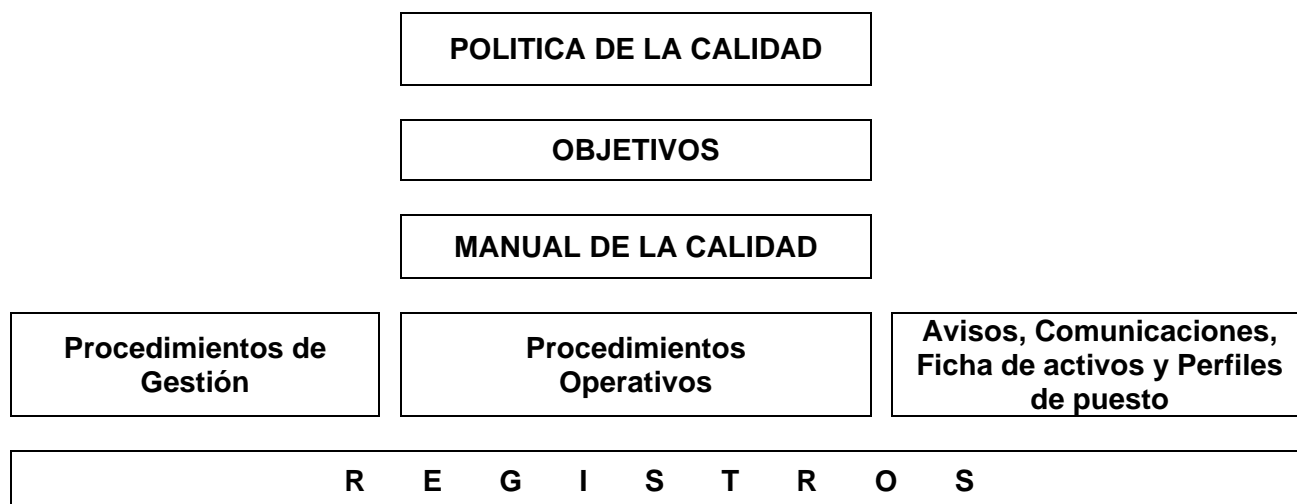 POLITICA DE LA CALIDAD
OBJETIVOS
MANUAL DE LA CALIDAD
Procedimientos de
Gestión
Procedimientos
Operativos
Avisos, Comunicaciones,
Ficha de activos y Perfiles
de puesto
R E G I S T R O S